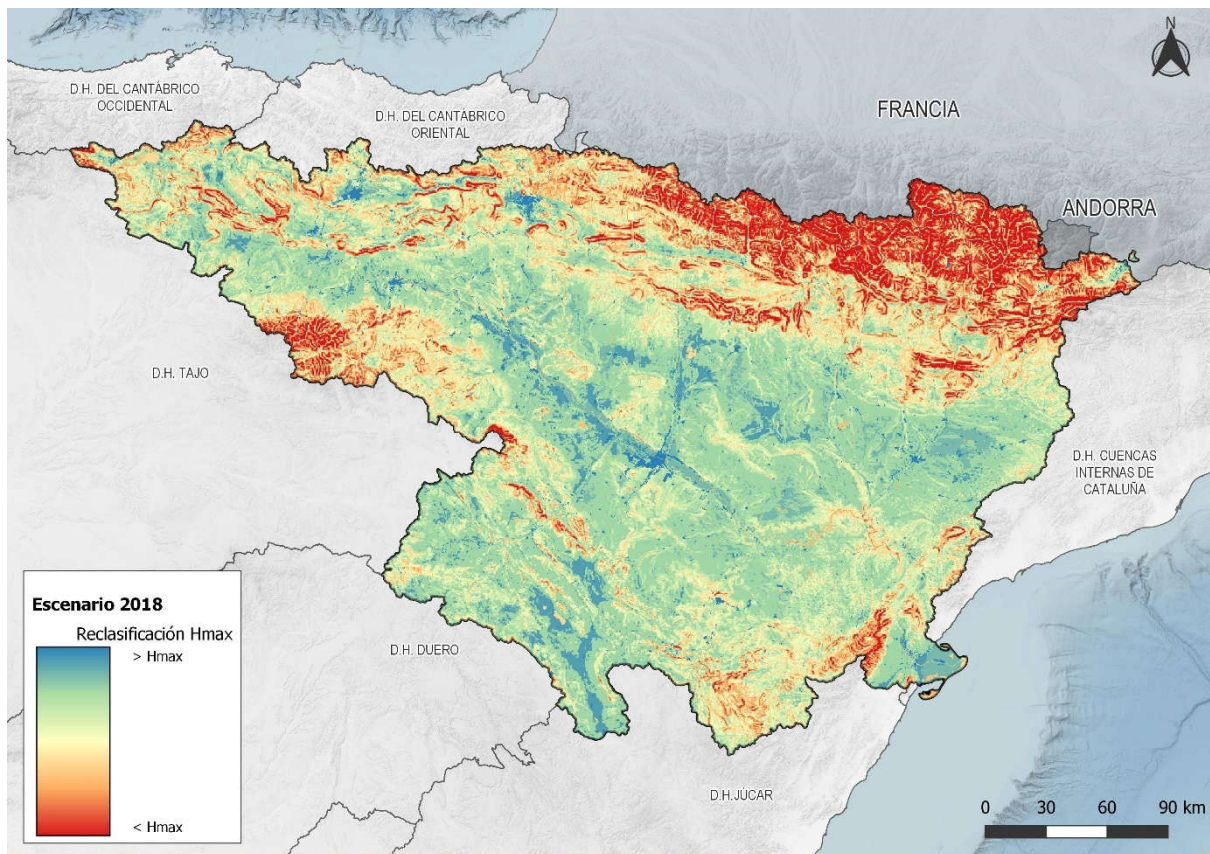 N
D.H. DEL CANTÁBRICO
OCCIDENTAL
D.H. DEL CANTÁBRICO
ORIENTAL
FRANCIA
ANDORRA
D.H. TAJO
D.H. CUENCAS
INTERNAS DE
CATALUÑA
D.H. DUERO
D.H.JÚCAR
Escenario 2018
Reclasificación Hmax
> Hmax
< Hmax
0 30 60 90 km